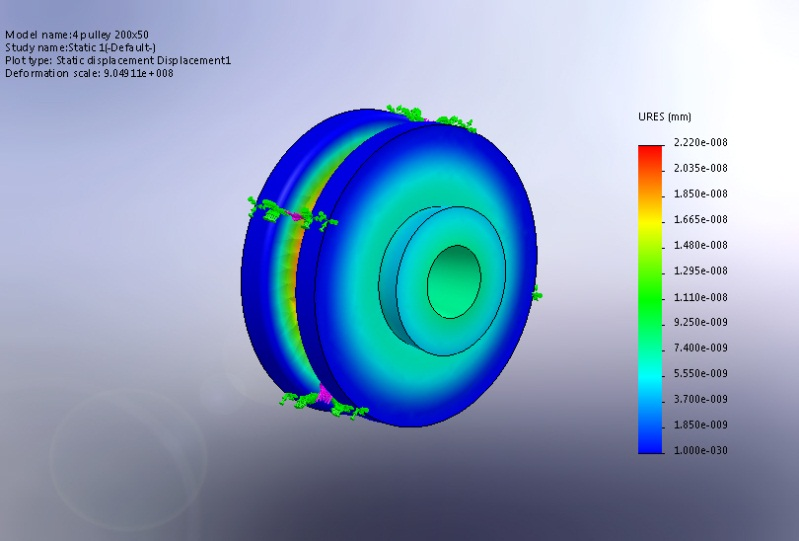 Model name:4 pulley 200x50
Study name:Static 1(-Default-)
Plot type: Static displacement Displacement1
Deformation scale: 9.04911e+008
URES (mm)
2.220e-008
2.035e-008
1.850e-008
1.665e-008
1.480e-008
1.295e-008
1.110e-008
9.250e-009
7.400e-009
5.550e-009
3.700e-009
1.850e-009
1.000e-030